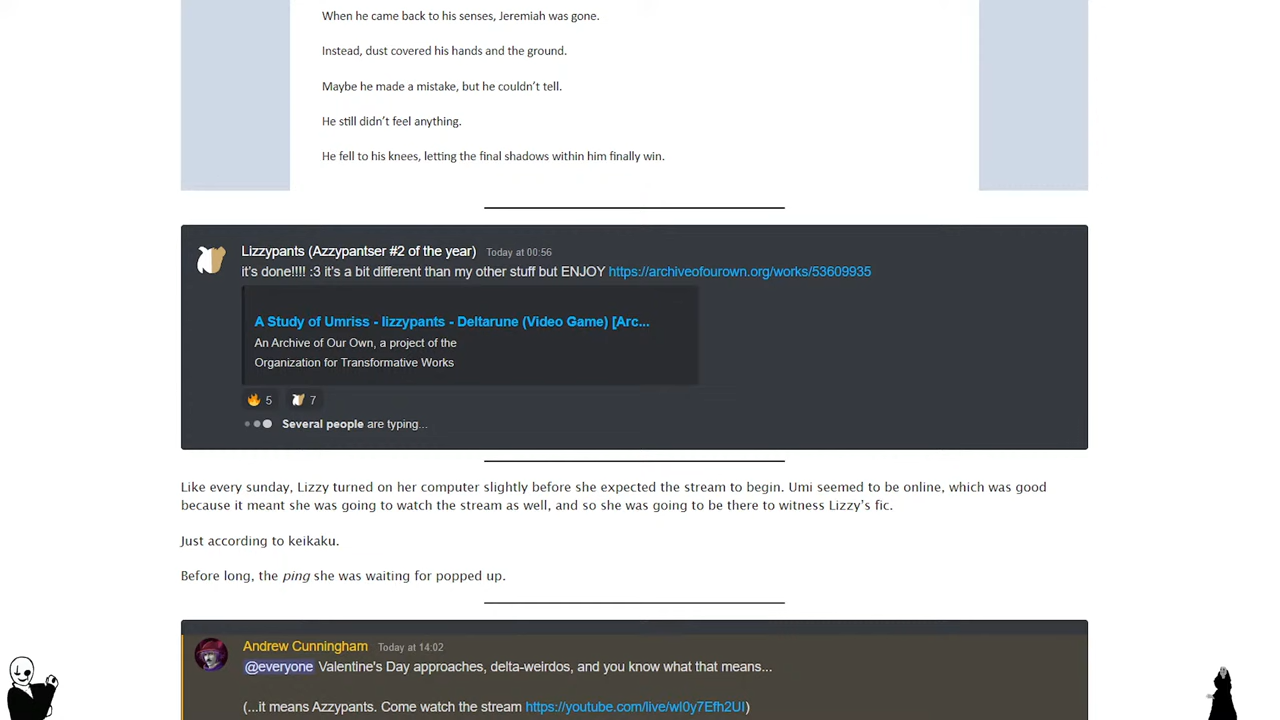 When he came back to his senses, Jeremiah was gone.
Instead, dust covered his hands and the ground.
Maybe he made a mistake, but he couldn't tell.
He still didn't feel anything.
He fell to his knees, letting the final shadows within him finally win.
Lizzypants (Azzypantser #2 of the year) Today at 00:56
it's done!!!! :3 it's a bit different than my other stuff but ENJOY https://archiveofourown.org/works/53609935
A Study of Umriss - lizzypants - Deltarune (Video Game) [Arc...
An Archive of Our Own, a project of the
Organization for Transformative Works
5 7
Several people are typing...
Like every sunday, Lizzy turned on her computer slightly before she expected the stream to begin. Umi seemed to be online, which was good
because it meant she was going to watch the stream as well, and so she was going to be there to witness Lizzy's fic.
Just according to keikaku.
Before long, the ping she was waiting for popped up.
Andrew Cunningham Today at 14:02
@everyone Valentine's Day approaches, delta-weirdos, and you know what that means...
(...it means Azzypants. Come watch the stream https://youtube.com/live/wl0y7Efh2UI)